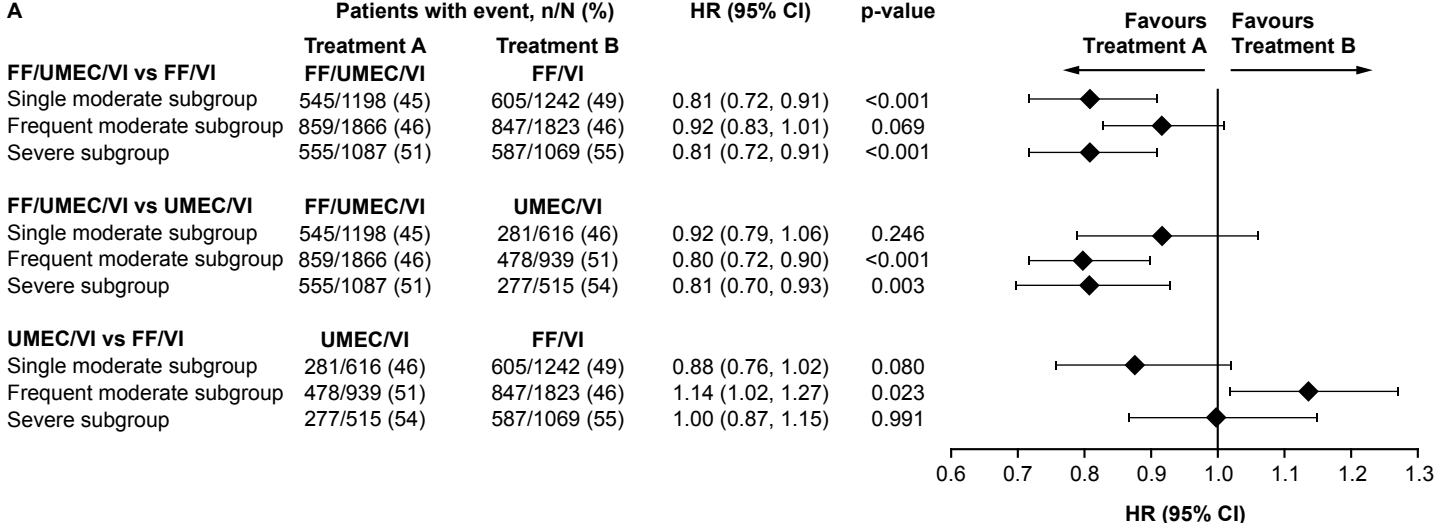 A Patients with event, n/N (%) HR (95% CI) p-value Favours Treatment A Favours Treatment B
Treatment A Treatment B
FF/UMEC/VI vs FF/VI FF/UMEC/VI FF/VI
Single moderate subgroup 545/1198 (45) 605/1242 (49) 0.81 (0.72, 0.91) <0.001
Frequent moderate subgroup 859/1866 (46) 847/1823 (46) 0.92 (0.83, 1.01) 0.069
Severe subgroup 555/1087 (51) 587/1069 (55) 0.81 (0.72, 0.91) <0.001
FF/UMEC/VI vs UMEC/VI FF/UMEC/VI UMEC/VI
Single moderate subgroup 545/1198 (45) 281/616 (46) 0.92 (0.79, 1.06) 0.246
Frequent moderate subgroup 859/1866 (46) 478/939 (51) 0.80 (0.72, 0.90) <0.001
Severe subgroup 555/1087 (51) 277/515 (54) 0.81 (0.70, 0.93) 0.003
UMEC/VI vs FF/VI UMEC/VI FF/VI
Single moderate subgroup 281/616 (46) 605/1242 (49) 0.88 (0.76, 1.02) 0.080
Frequent moderate subgroup 478/939 (51) 847/1823 (46) 1.14 (1.02, 1.27) 0.023
Severe subgroup 277/515 (54) 587/1069 (55) 1.00 (0.87, 1.15) 0.991
0.6 0.7 0.8 0.9 1.0 1.1 1.2 1.3
HR (95% CI)